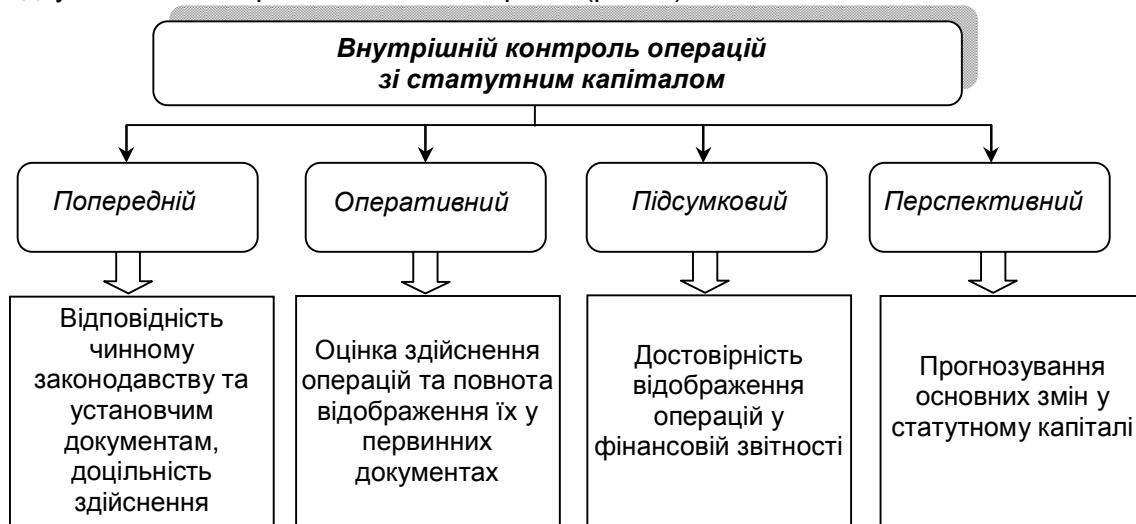 Внутрішній контроль операцій
зі статутним капіталом
Попередній
Оперативний
Підсумковий
Перспективний
Відповідність
чинному
законодавству та
установчим
документам,
доцільність
здійснення
Оцінка здійснення
операцій та повнота
відображення їх у
первинних
документах
Достовірність
відображення
операцій у
фінансовій звітності
Прогнозування
основних змін у
статутному капіталі